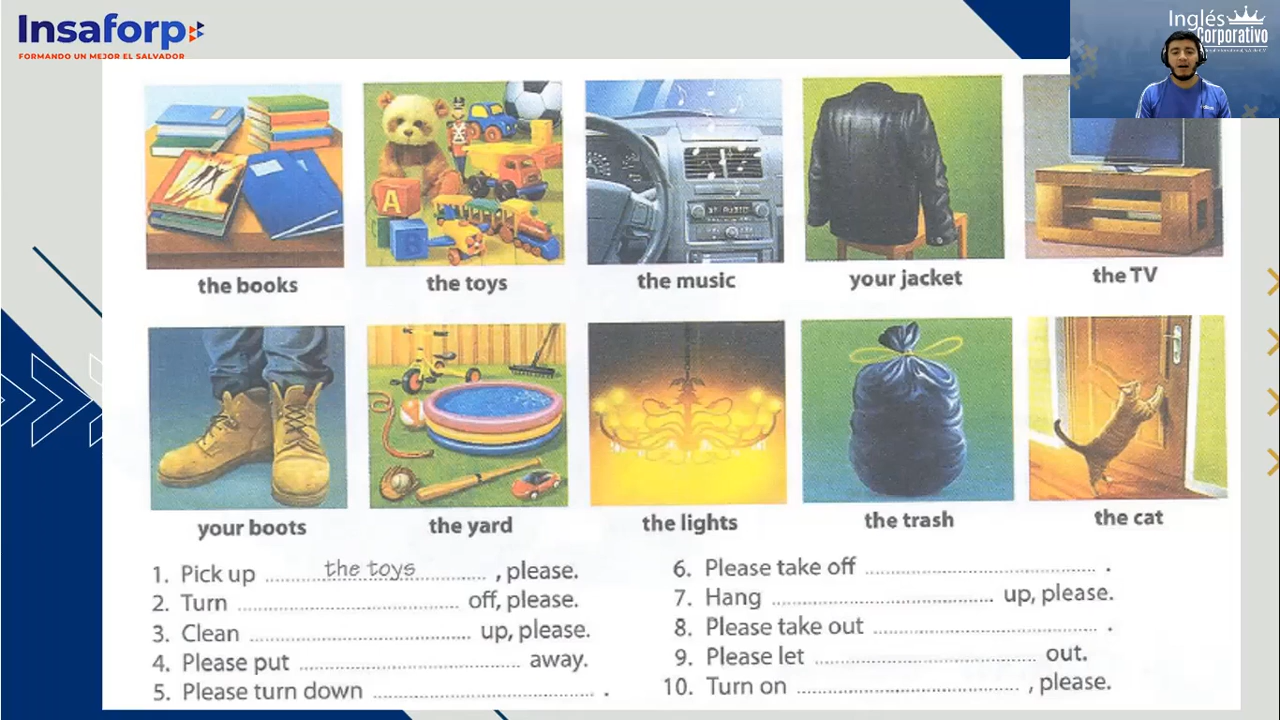 Insaforp
FORMANDO UN MEJOR EL SALVADOR
Inglés
Corporativo
the books
the toys
the music
your jacket
the TV
your boots
the yard
the lights
the trash
the cat
1. Pick up the toys , please.
2. Turn .......... off, please.
3. Clean .......... up, please.
4. Please put .......... away.
5. Please turn down .......... .
6. Please take off .......... .
7. Hang .......... up, please.
8. Please take out .......... .
9. Please let .......... out.
10. Turn on .......... , please.
A
B